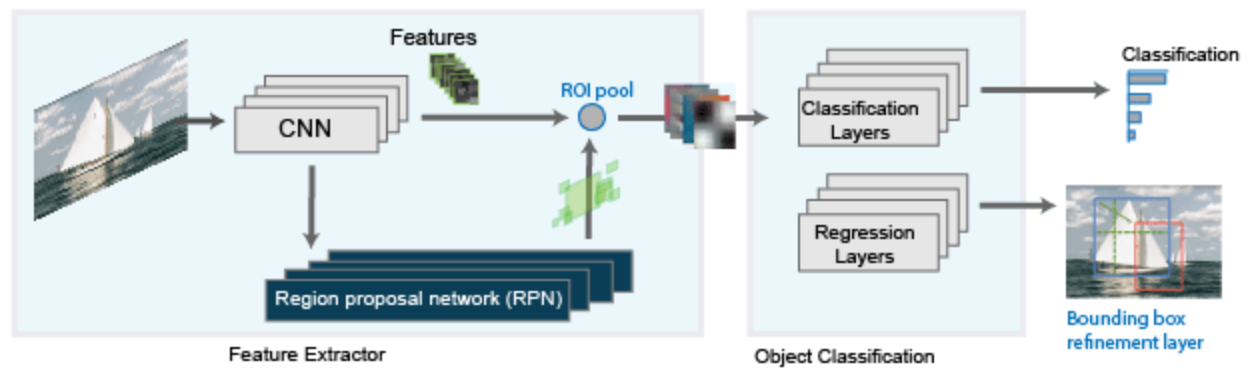 Features
ROI pool
CNN
Region proposal network (RPN)
Feature Extractor
Classification
Layers
Regression
Layers
Object Classification
Classification
Bounding box
refinement layer